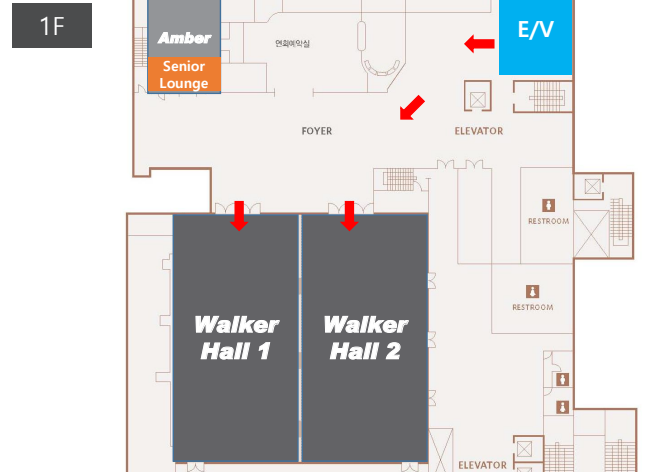 1F
Amber
Senior
Lounge
연회예약실
E/V
FOYER
ELEVATOR
RESTROOM
RESTROOM
Walker
Hall 1
Walker
Hall 2
ELEVATOR